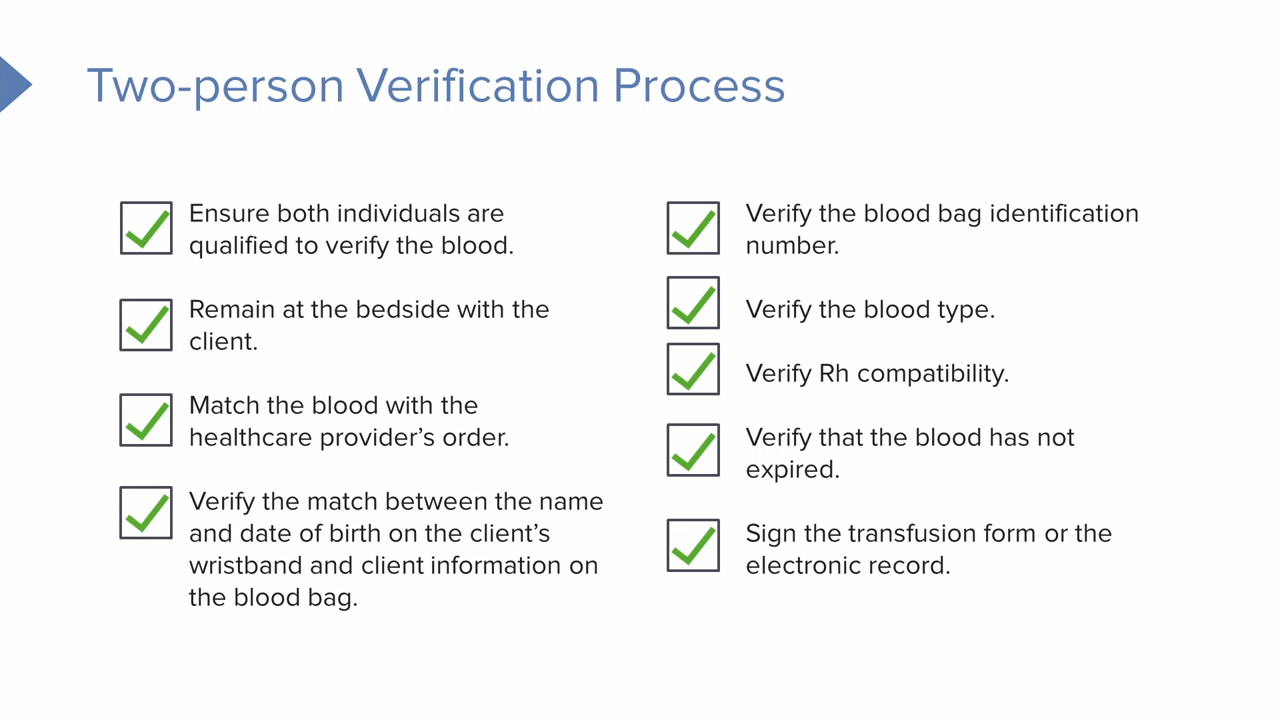 Two-person Verification Process
Ensure both individuals are
qualified to verify the blood.
Remain at the bedside with the
client.
Match the blood with the
healthcare provider’s order.
Verify the match between the name
and date of birth on the client’s
wristband and client information on
the blood bag.
Verify the blood bag identification
number.
Verify the blood type.
Verify Rh compatibility.
Verify that the blood has not
expired.
Sign the transfusion form or the
electronic record.